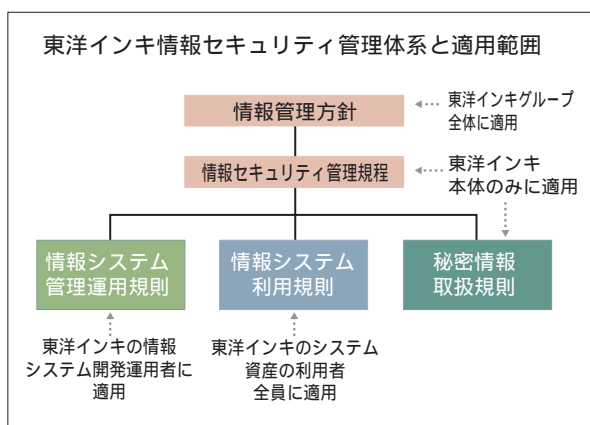 東洋インキ情報セキュリティ管理体系と適用範囲
情報管理方針
東洋インキグループ
全体に適用
情報セキュリティ管理規程
東洋インキ
本体のみに適用
情報システム
管理運用規則
情報システム
利用規則
秘密情報
取扱規則
東洋インキの情報
システム開発運用者に
適用
東洋インキのシステム
資産の利用者
全員に適用